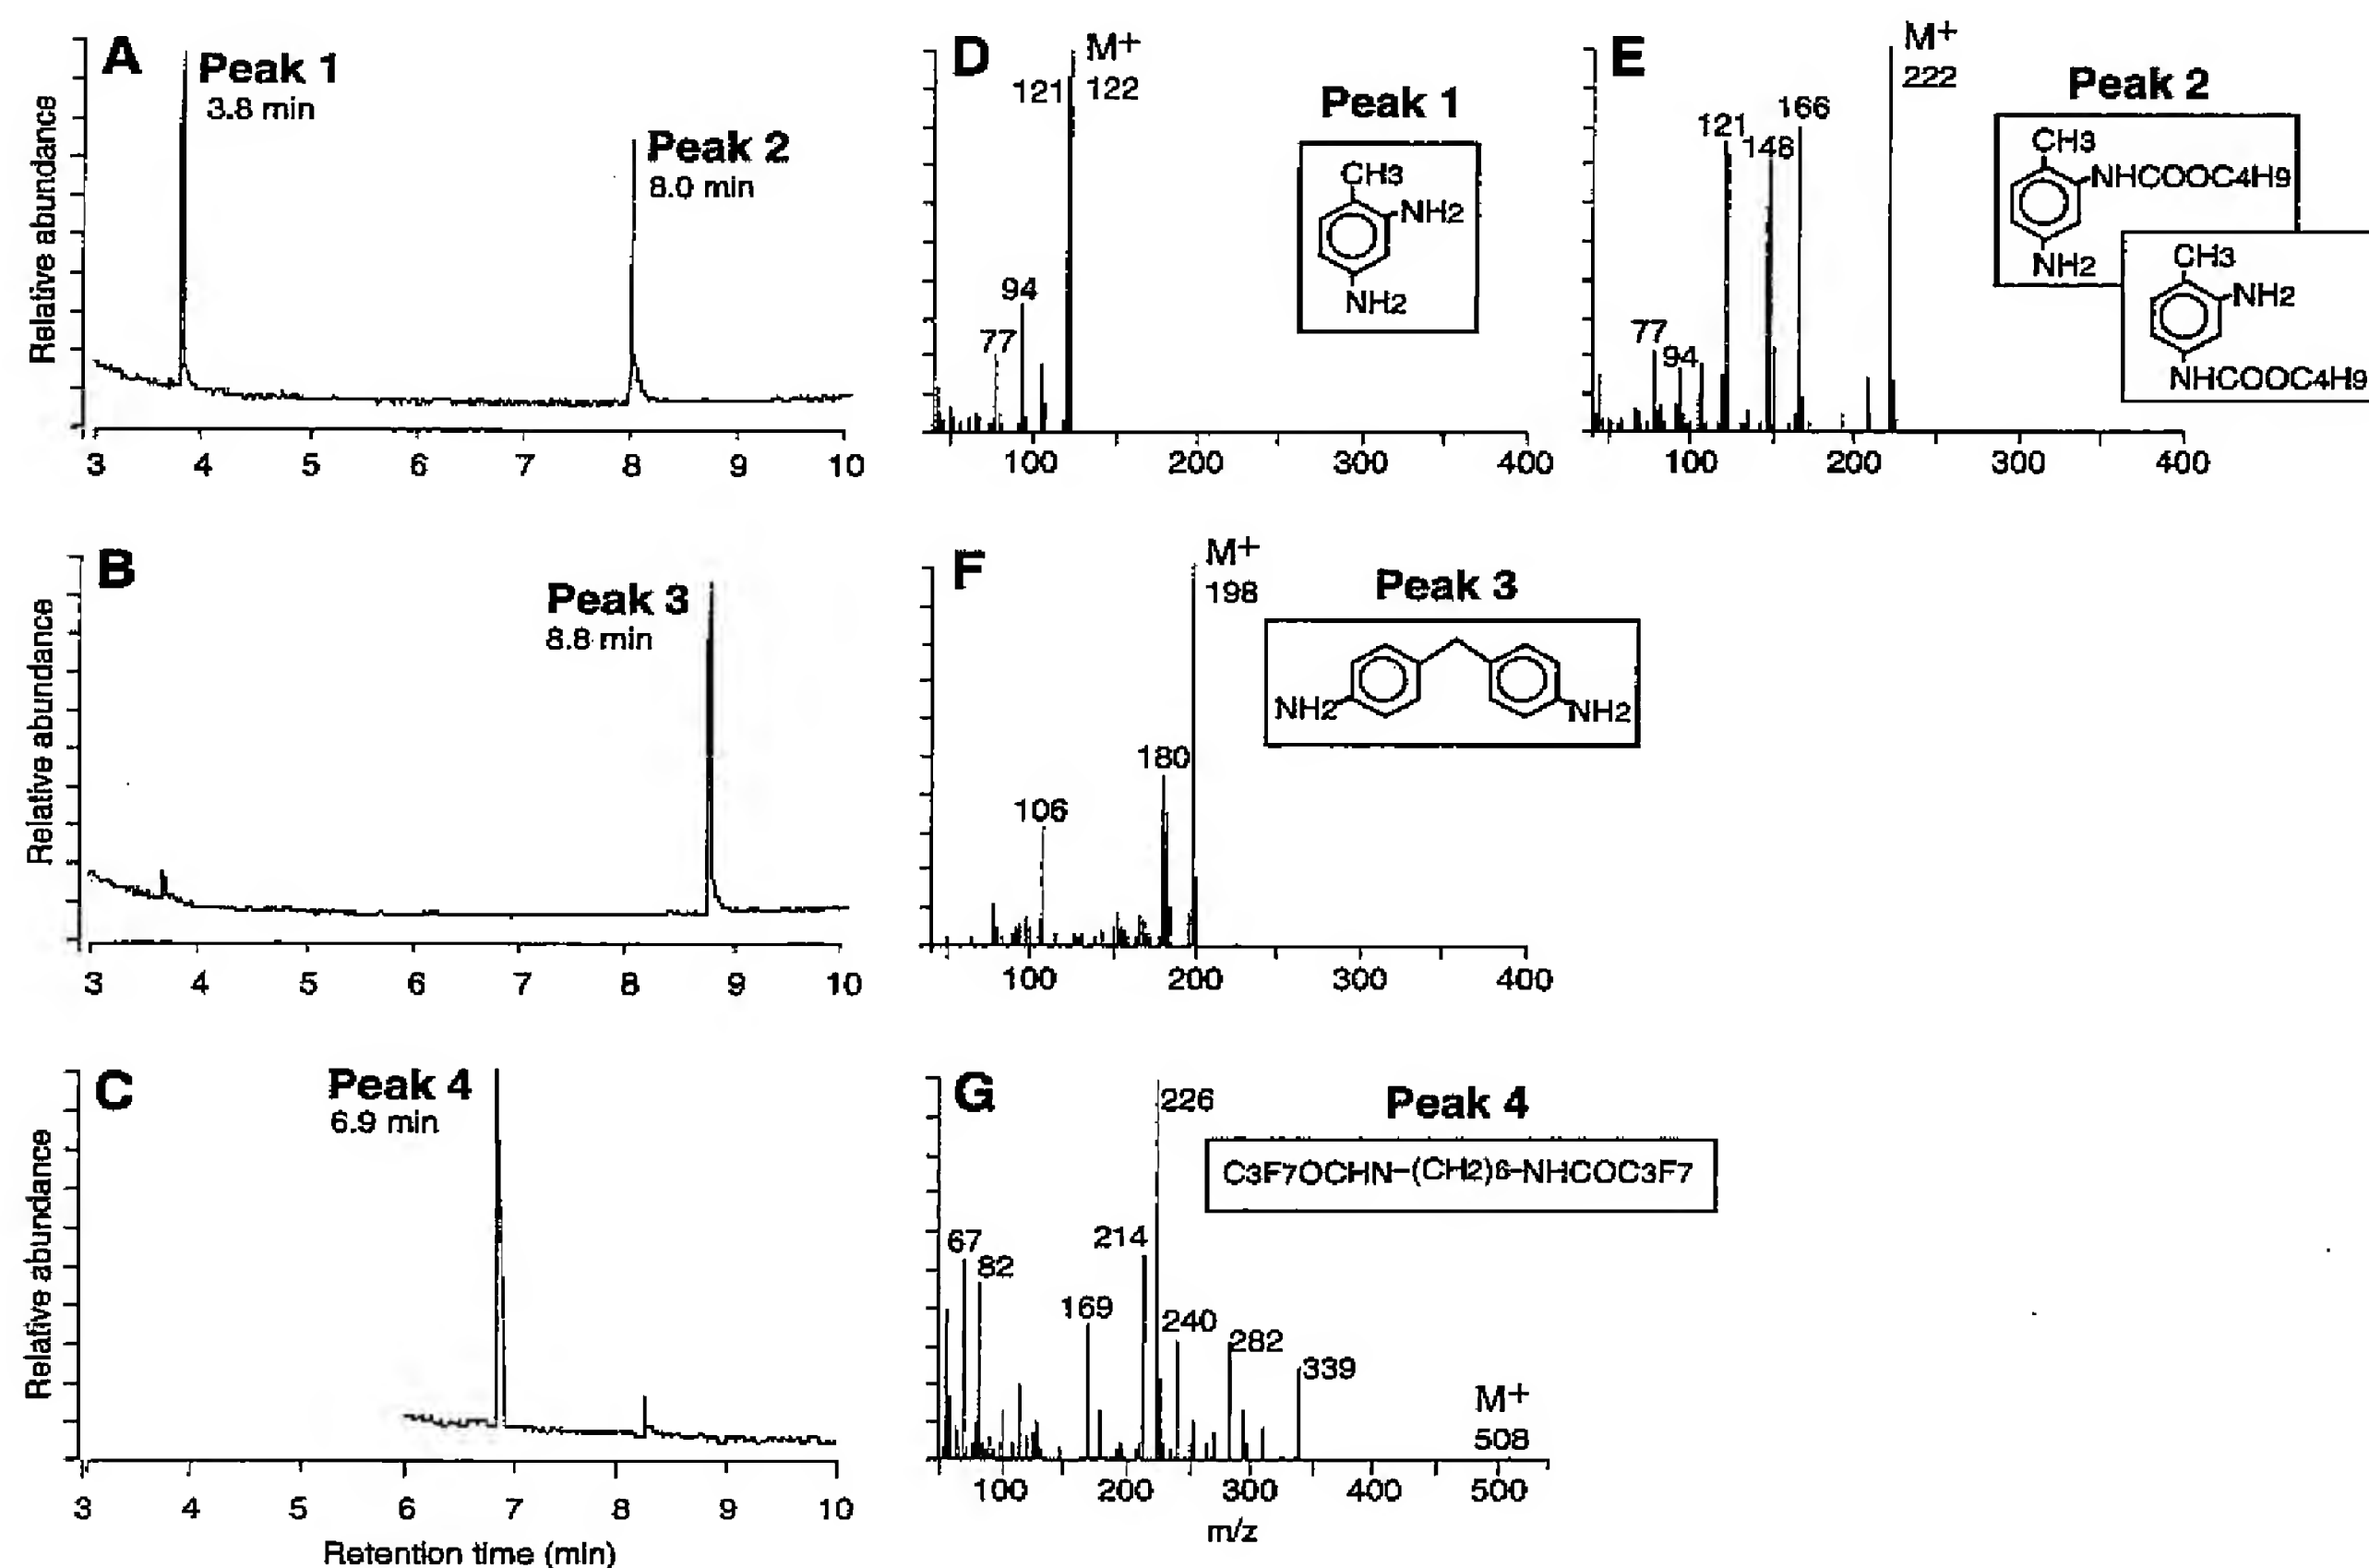 A
Peak 1
3.8 min
Peak 2
8.0 min
Relative abundance
3 4 5 6 7 8 9 10
D
M+
121 122
94
77
Peak 1
CH3
NH2
NH2
100 200 300 400
E
M+
222
166
121
148
77
94
Peak 2
CH3
NHCOOC4H9
NH2
CH3
NH2
NHCOOC4H9
100 200 300 400
B
Peak 3
8.8 min
Relative abundance
3 4 5 6 7 8 9 10
F
M+
198
180
106
Peak 3
NH2 NH2
100 200 300 400
C
Peak 4
6.9 min
Relative abundance
3 4 5 6 7 8 9 10
Retention time (min)
G
226
214
67
82
169
240
282
339
M+
508
Peak 4
C3F7OCHN-(CH2)6-NHCOC3F7
100 200 300 400 500
m/z